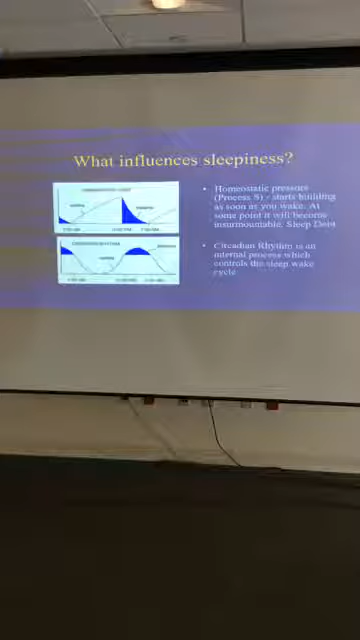 What influences sleepiness?
• Homeostatic pressure
(Process S) - starts building
as soon as you wake. At
some point it will become
insurmountable. Sleep Debt
• Circadian Rhythm is an
internal process which
controls the sleep wake
cycle